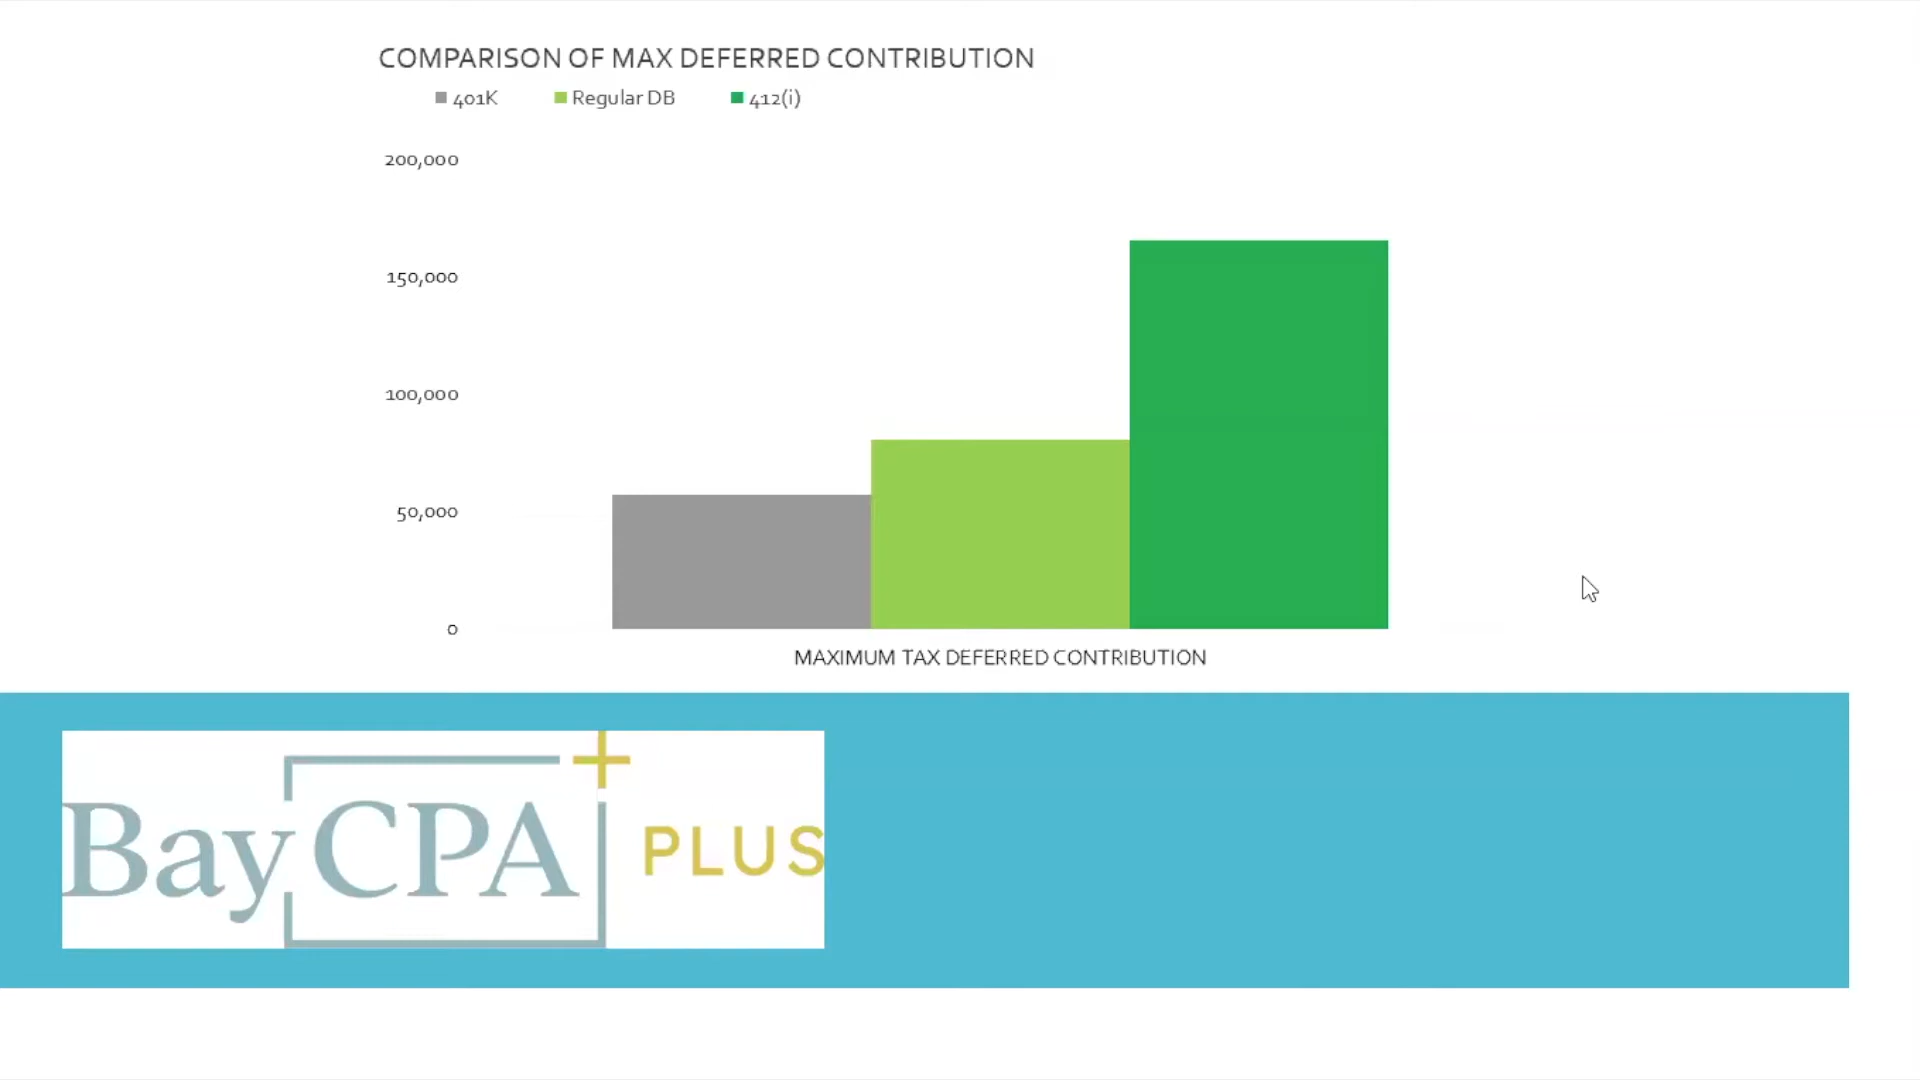 COMPARISON OF MAX DEFERRED CONTRIBUTION
401K Regular DB 412(i)
200,000
150,000
100,000
50,000
0
MAXIMUM TAX DEFERRED CONTRIBUTION
Bay CPA PLUS